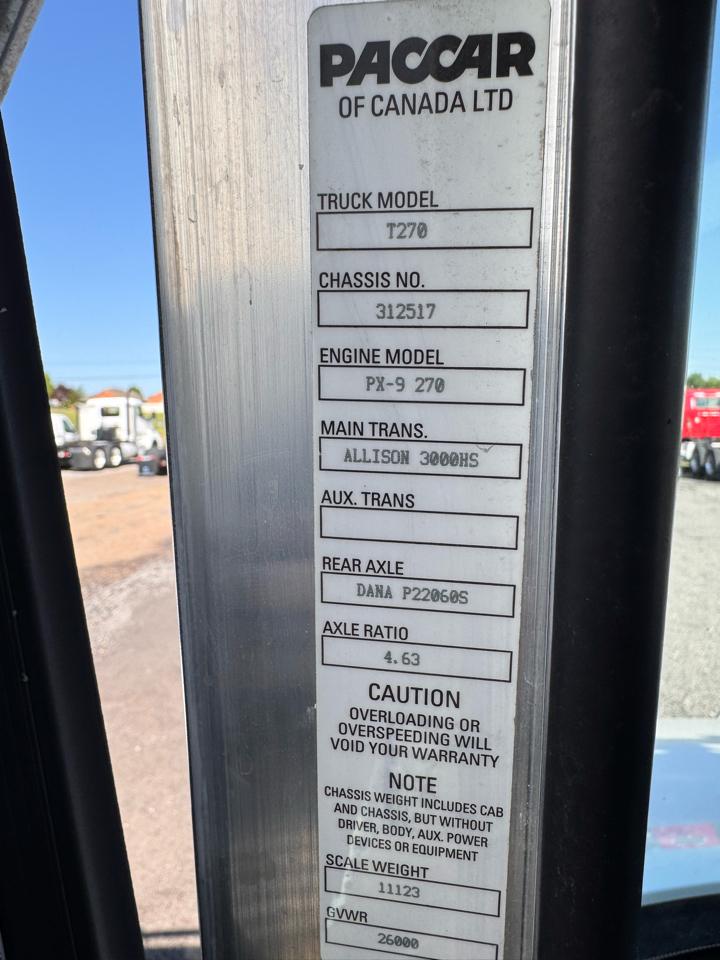 PACCAR
OF CANADA LTD
TRUCK MODEL
T270
CHASSIS NO.
312517
ENGINE MODEL
PX-9 270
MAIN TRANS.
ALLISON 3000HS
AUX. TRANS
REAR AXLE
DANA P22060S
AXLE RATIO
4.63
CAUTION
OVERLOADING OR
OVERSPEEDING WILL
VOID YOUR WARRANTY
NOTE
CHASSIS WEIGHT INCLUDES CAB
AND CHASSIS, BUT WITHOUT
DRIVER, BODY, AUX. POWER
DEVICES OR EQUIPMENT
SCALE WEIGHT
11123
GVWR
26000